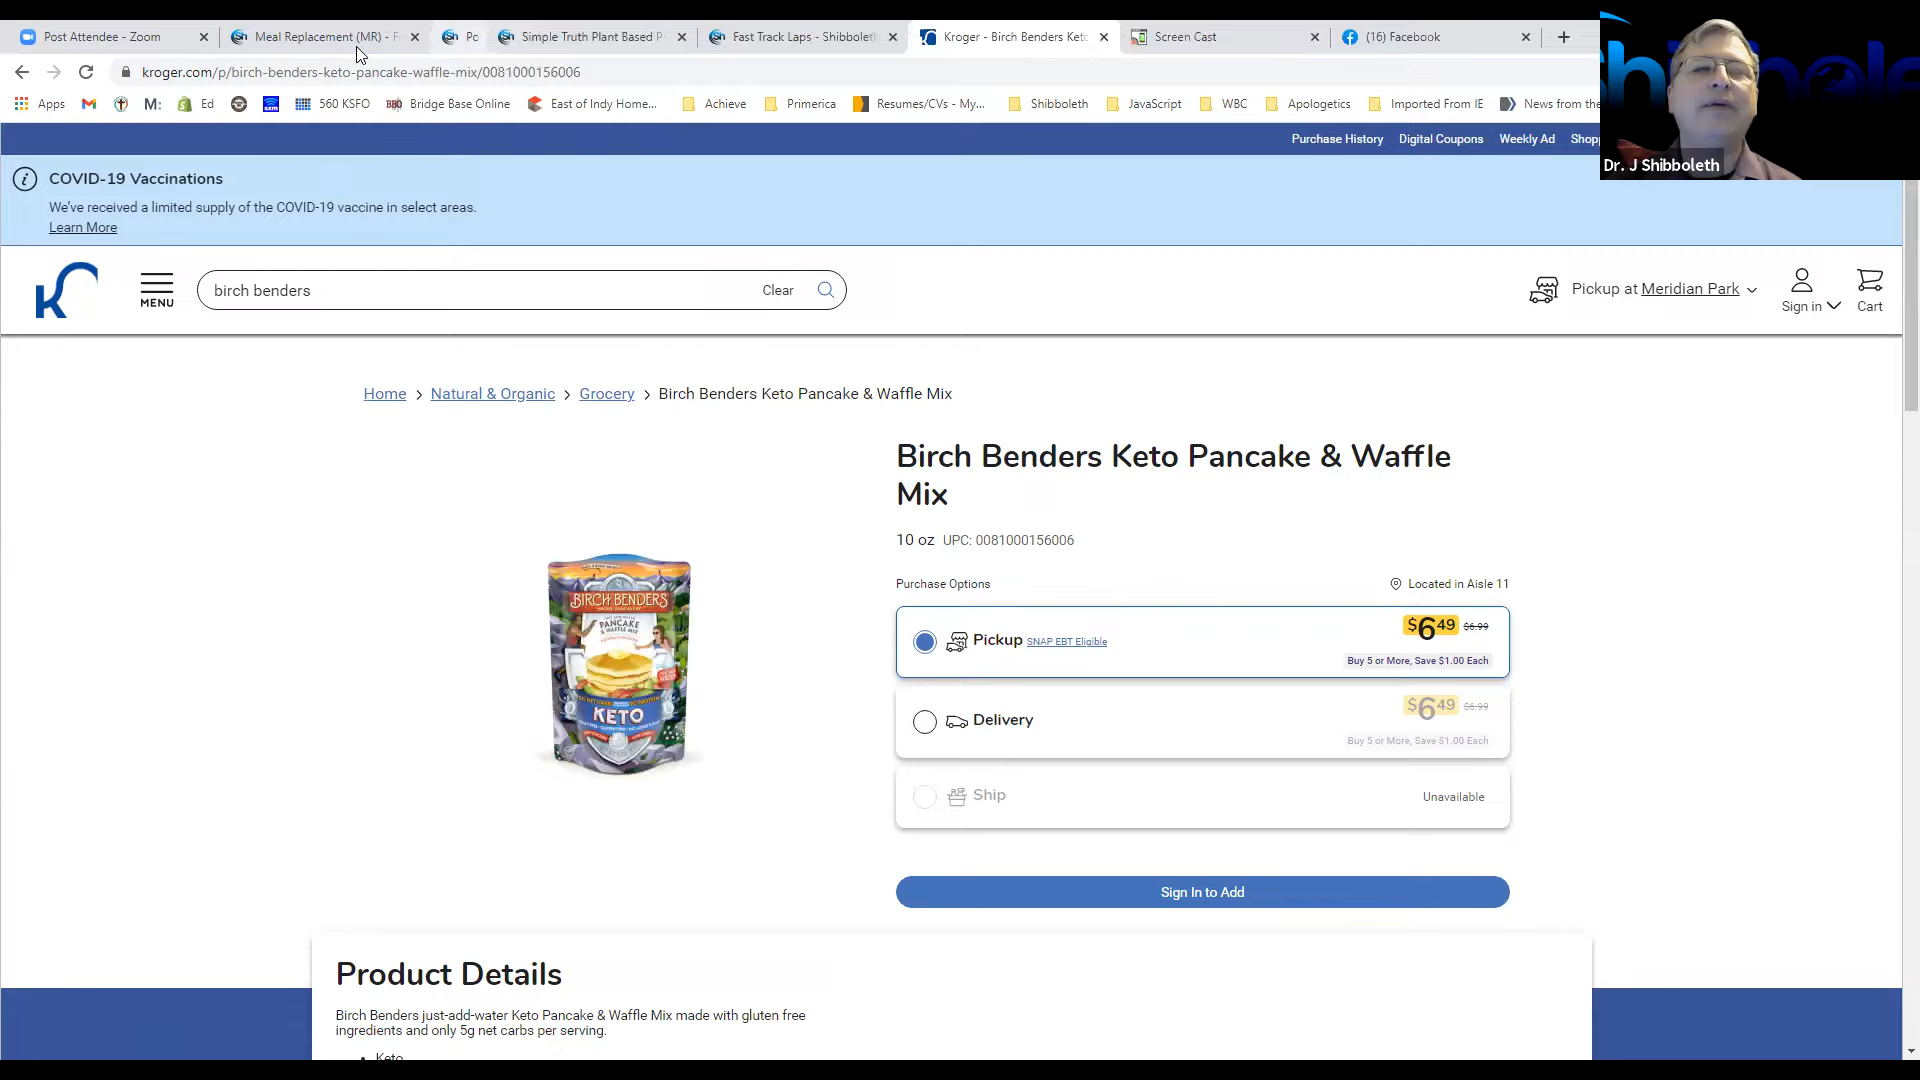 Post Attendee - Zoom
Meal Replacement (MR) - F
Po
Simple Truth Plant Based P
Fast Track Laps - Shibboleth
Kroger - Birch Benders Keto
Screen Cast
(16) Facebook
kroger.com/p/birch-benders-keto-pancake-waffle-mix/0081000156006
Apps
M:
Ed
560 KSFO
BBO Bridge Base Online
East of Indy Home...
Achieve
Primerica
Resumes/CVs - My...
Shibboleth
JavaScript
WBC
Apologetics
Imported From IE
News from the
Dr. J Shibboleth
Purchase History
Digital Coupons
Weekly Ad
Shop
COVID-19 Vaccinations
We've received a limited supply of the COVID-19 vaccine in select areas.
Learn More
MENU
birch benders
Clear
Pickup at Meridian Park
Sign in
Cart
Home > Natural & Organic > Grocery > Birch Benders Keto Pancake & Waffle Mix
Birch Benders Keto Pancake & Waffle
Mix
10 oz UPC: 0081000156006
Purchase Options
Located in Aisle 11
Pickup SNAP EBT Eligible
$6.49 $6.99
Buy 5 or More, Save $1.00 Each
Delivery
$6.49 $6.99
Buy 5 or More, Save $1.00 Each
Ship
Unavailable
Sign In to Add
BIRCH BENDERS
PANCAKE
& WAFFLE MIX
KETO
Product Details
Birch Benders just-add-water Keto Pancake & Waffle Mix made with gluten free
ingredients and only 5g net carbs per serving.
• Keto